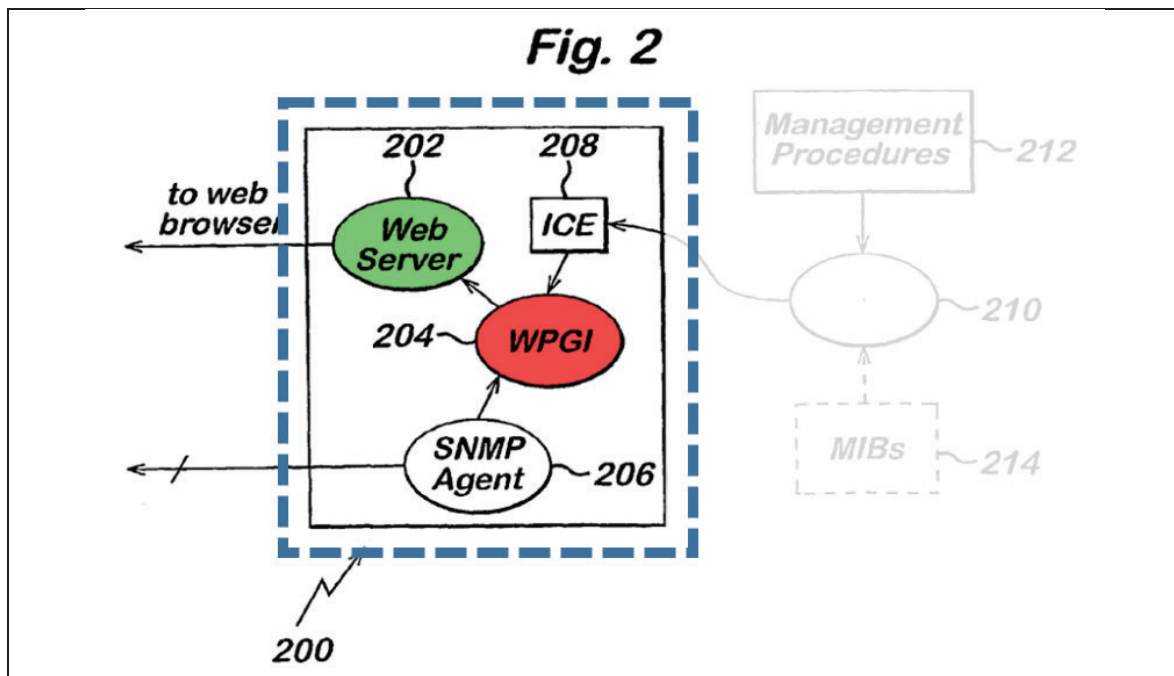 Fig. 2
Management
Procedures
212
202
208
to web
browser
Web
Server
ICE
210
204
WPGI
SNMP
Agent
206
MIBs
214
200